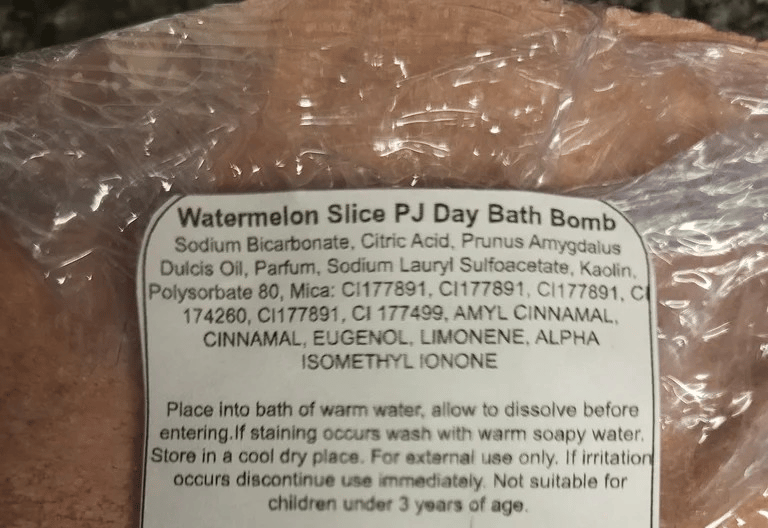 Watermelon Slice PJ Day Bath Bomb
Sodium Bicarbonate, Citric Acid, Prunus Amygdalus
Dulcis Oil, Parfum, Sodium Lauryl Sulfoacetate, Kaolin,
Polysorbate 80, Mica: CI177891, CI177891, CI177891, CI
174260, CI177891, CI 177499, AMYL CINNAMAL,
CINNAMAL, EUGENOL, LIMONENE, ALPHA
ISOMETHYL IONONE
Place into bath of warm water, allow to dissolve before
entering.If staining occurs wash with warm soapy water.
Store in a cool dry place. For external use only. If irritation
occurs discontinue use immediately. Not suitable for
children under 3 years of age.